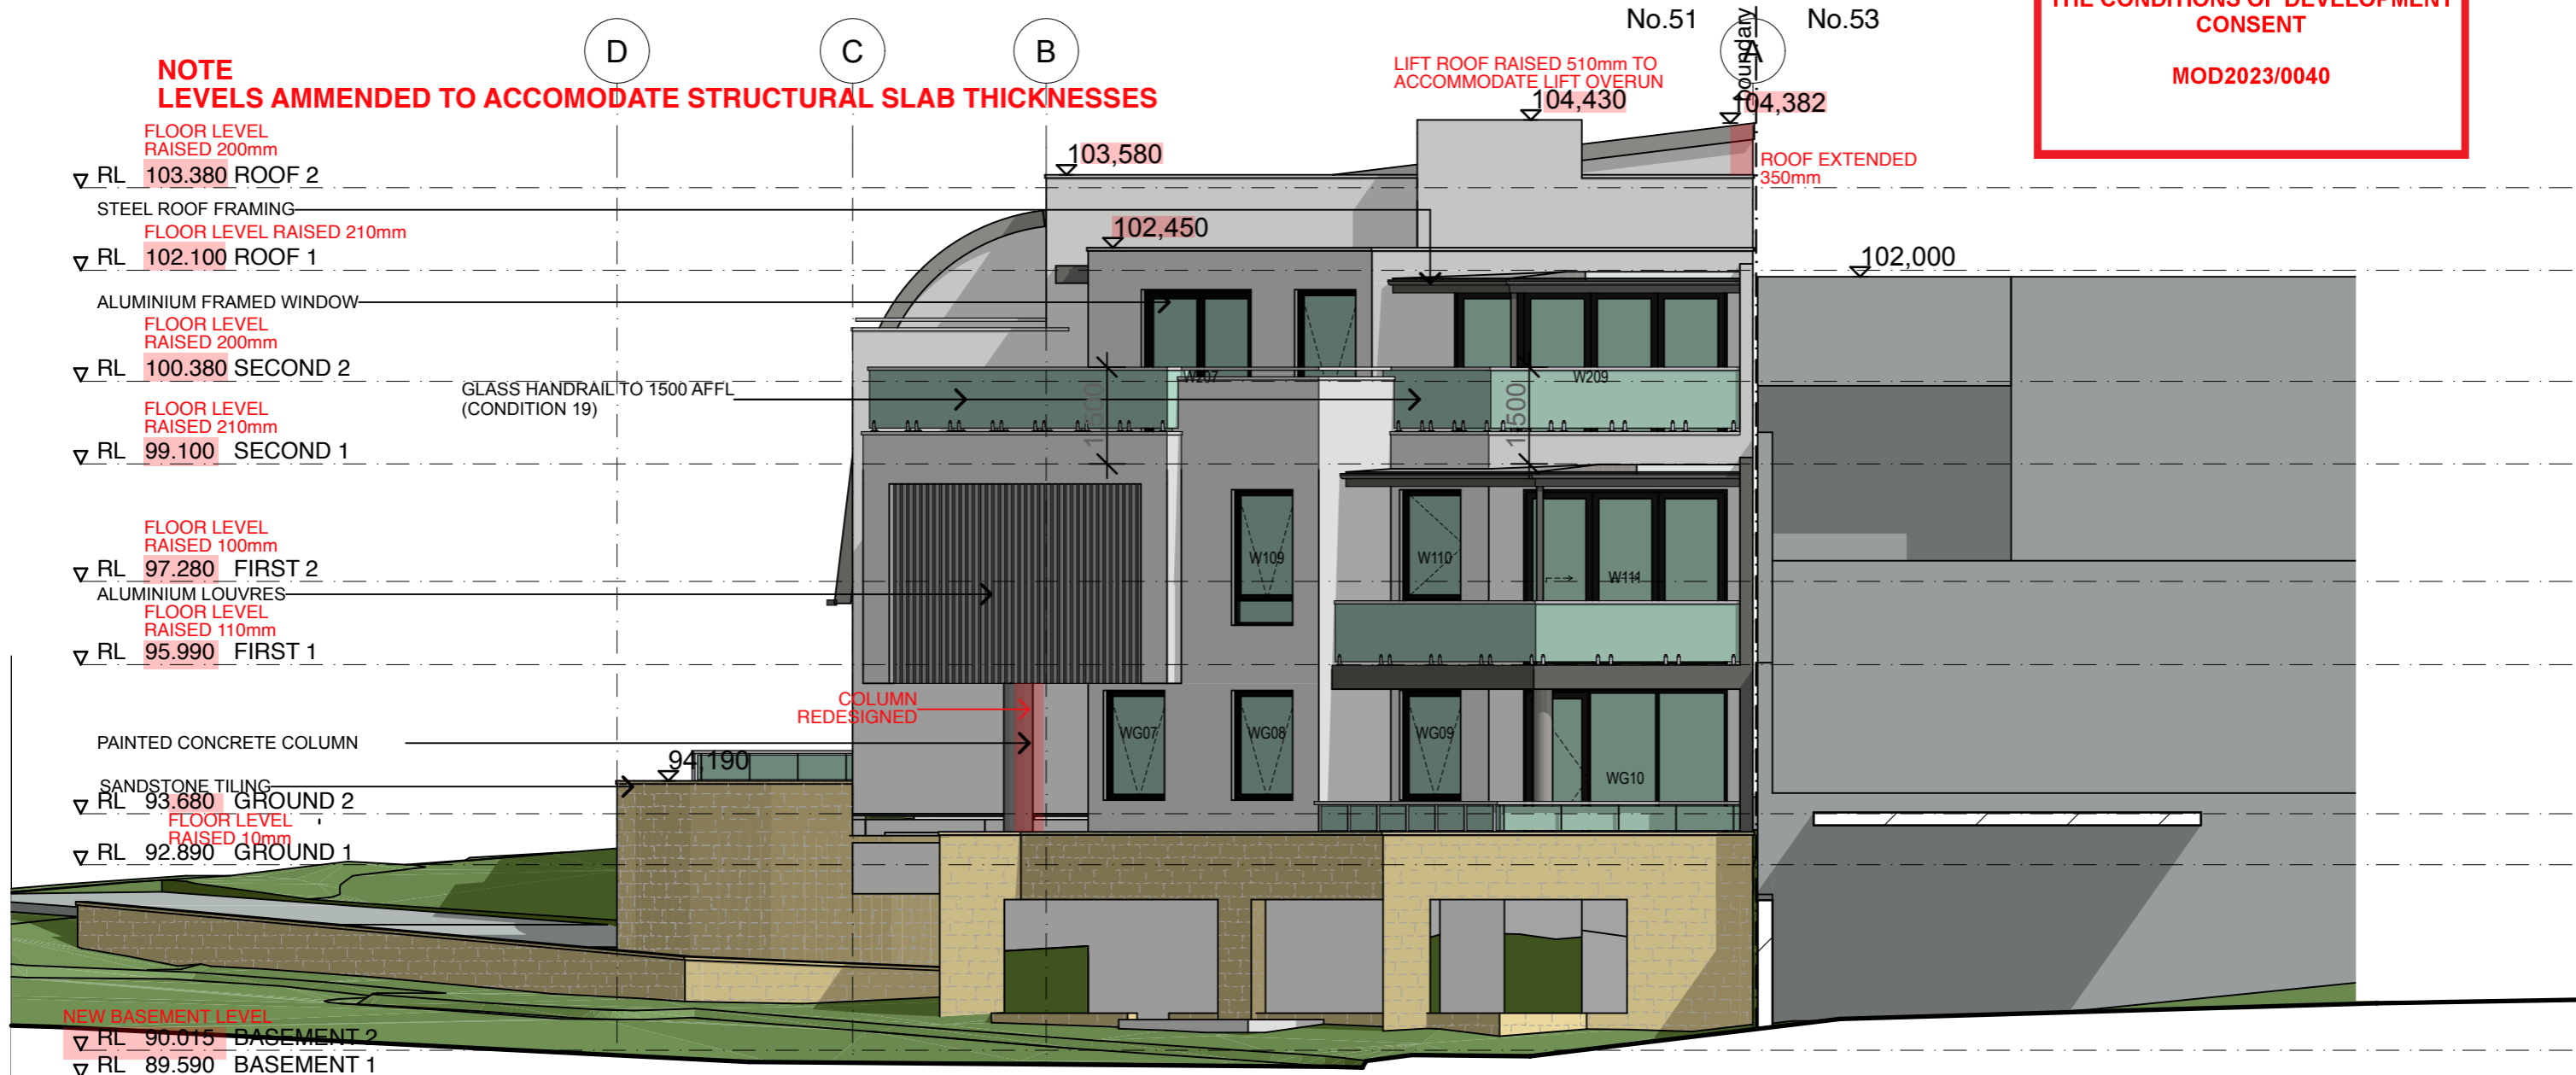 No.51
boundary
No.53
THE CONDITIONS OF DEVELOPMENT
CONSENT
MOD2023/0040
D
C
B
A
NOTE
LEVELS AMMENDED TO ACCOMODATE STRUCTURAL SLAB THICKNESSES
LIFT ROOF RAISED 510mm TO
ACCOMMODATE LIFT OVERUN
104,430
104,382
103,580
ROOF EXTENDED
350mm
FLOOR LEVEL
RAISED 200mm
RL 103.380 ROOF 2
STEEL ROOF FRAMING
FLOOR LEVEL RAISED 210mm
102,450
RL 102.100 ROOF 1
102,000
ALUMINIUM FRAMED WINDOW
FLOOR LEVEL
RAISED 200mm
RL 100.380 SECOND 2
W207
W209
GLASS HANDRAIL TO 1500 AFFL
(CONDITION 19)
1,500
1,500
FLOOR LEVEL
RAISED 210mm
RL 99.100 SECOND 1
FLOOR LEVEL
RAISED 100mm
RL 97.280 FIRST 2
W109
W110
W111
ALUMINIUM LOUVRES
FLOOR LEVEL
RAISED 110mm
RL 95.990 FIRST 1
COLUMN
REDESIGNED
PAINTED CONCRETE COLUMN
WG07
WG08
WG09
WG10
94,190
SANDSTONE TILING
RL 93.680 GROUND 2
FLOOR LEVEL
RAISED 10mm
RL 92.890 GROUND 1
NEW BASEMENT LEVEL
RL 90.015 BASEMENT 2
RL 89.590 BASEMENT 1